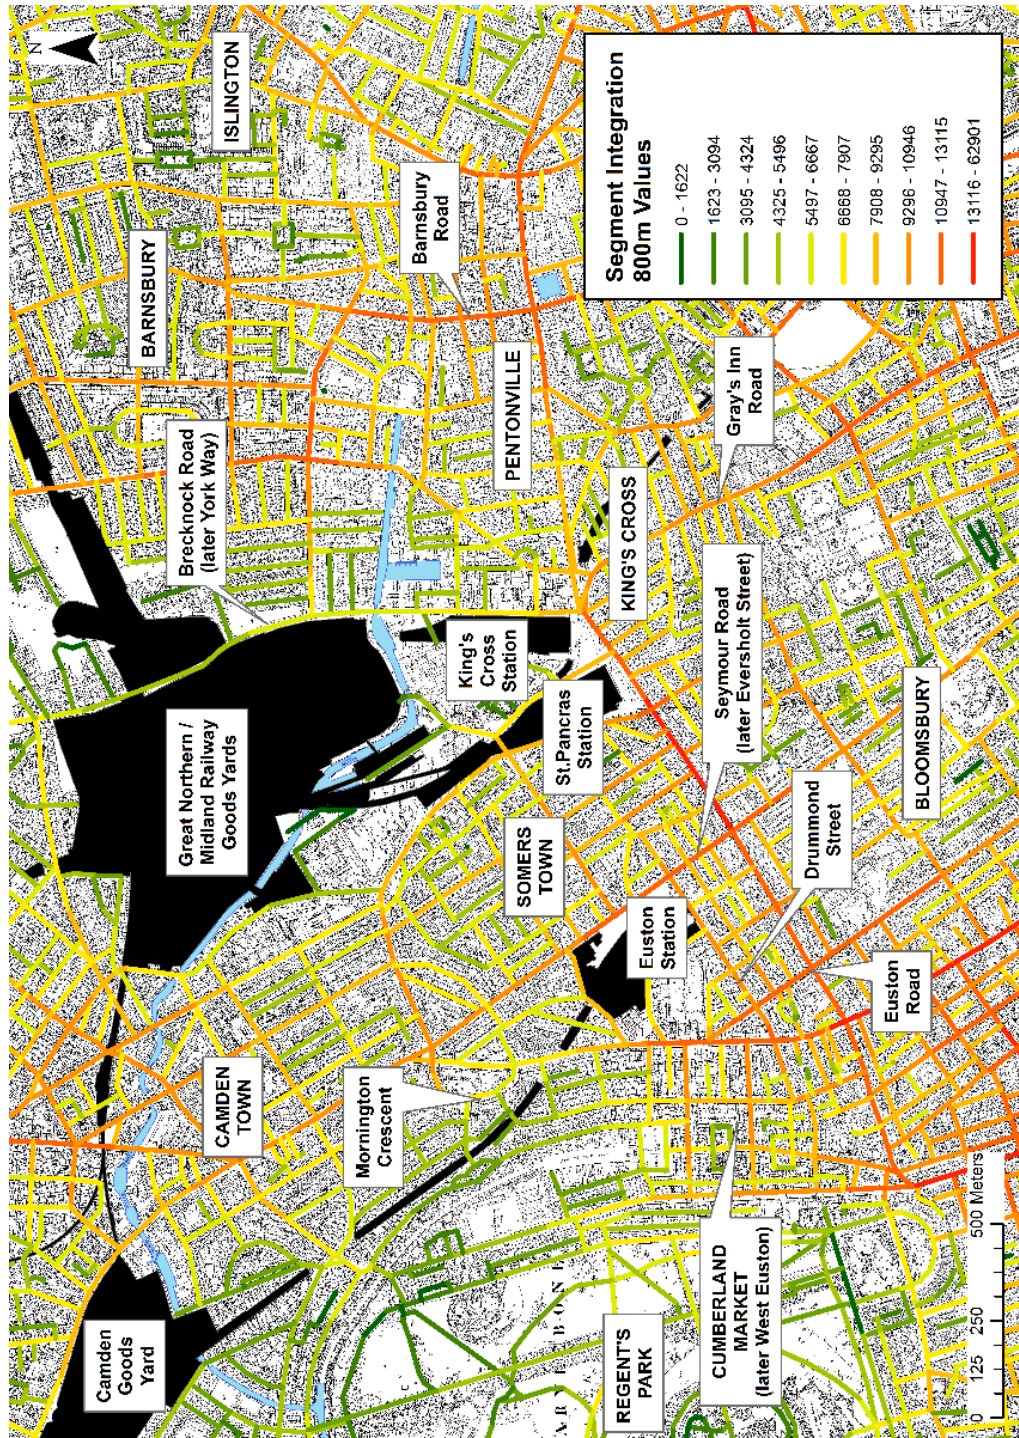 Camden
Goods
Yard
CAMDEN
TOWN
Great Northern /
Midland Railway
Goods Yards
Brecknock Road
(later York Way)
BARNSBURY
ISLINGTON
N
Mornington
Crescent
SOMERS
TOWN
King's
Cross
Station
St.Pancras
Station
PENTONVILLE
Barnsbury
Road
REGENT'S
PARK
Euston
Station
KING'S CROSS
CUMBERLAND
MARKET
(later West Euston)
Seymour Road
(later Eversholt Street)
Gray's Inn
Road
Drummond
Street
Euston
Road
BLOOMSBURY
0 125 250 500 Meters
Segment Integration
800m Values
0 - 1622
1623 - 3094
3095 - 4324
4325 - 5496
5497 - 6667
6668 - 7907
7908 - 9295
9296 - 10946
10947 - 13115
13116 - 62901